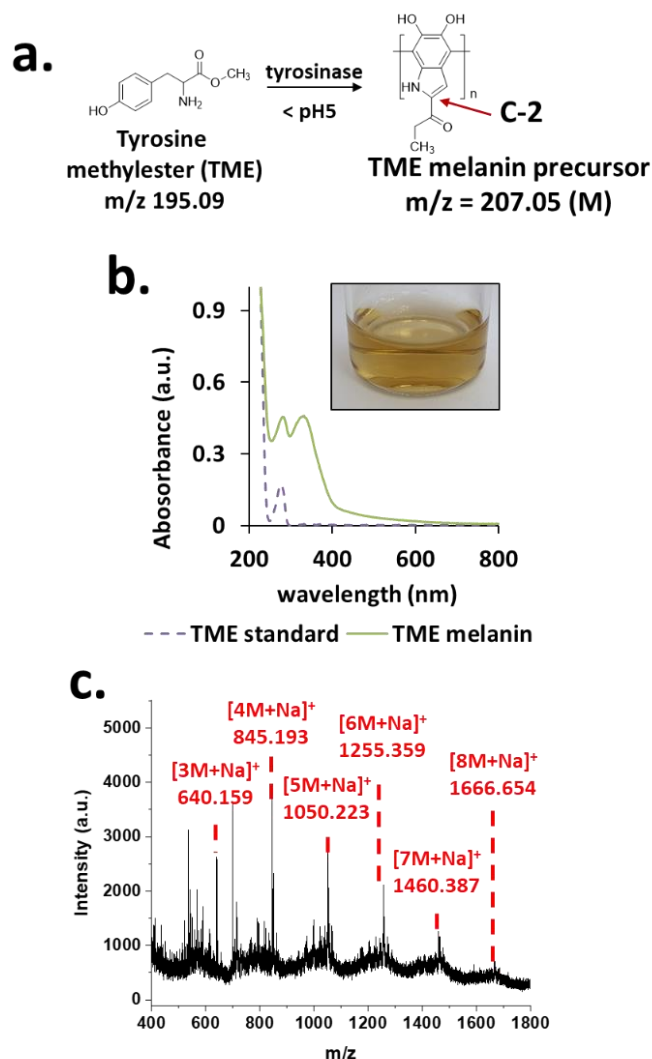 a.
HO
NH₂
O
O
CH₃
tyrosinase
< pH5
HO OH
HN
n
O
CH₃
C-2
Tyrosine
methylester (TME)
m/z 195.09
TME melanin precursor
m/z = 207.05 (M)
b.
Abosorbance (a.u.)
0.9
0.6
0.3
0
200 400 600 800
wavelength (nm)
TME standard TME melanin
c.
Intensity (a.u.)
5000
4000
3000
2000
1000
0
[4M+Na]⁺
845.193
[6M+Na]⁺
1255.359
[3M+Na]⁺
640.159
[5M+Na]⁺
1050.223
[8M+Na]⁺
1666.654
[7M+Na]⁺
1460.387
400 600 800 1000 1200 1400 1600 1800
m/z